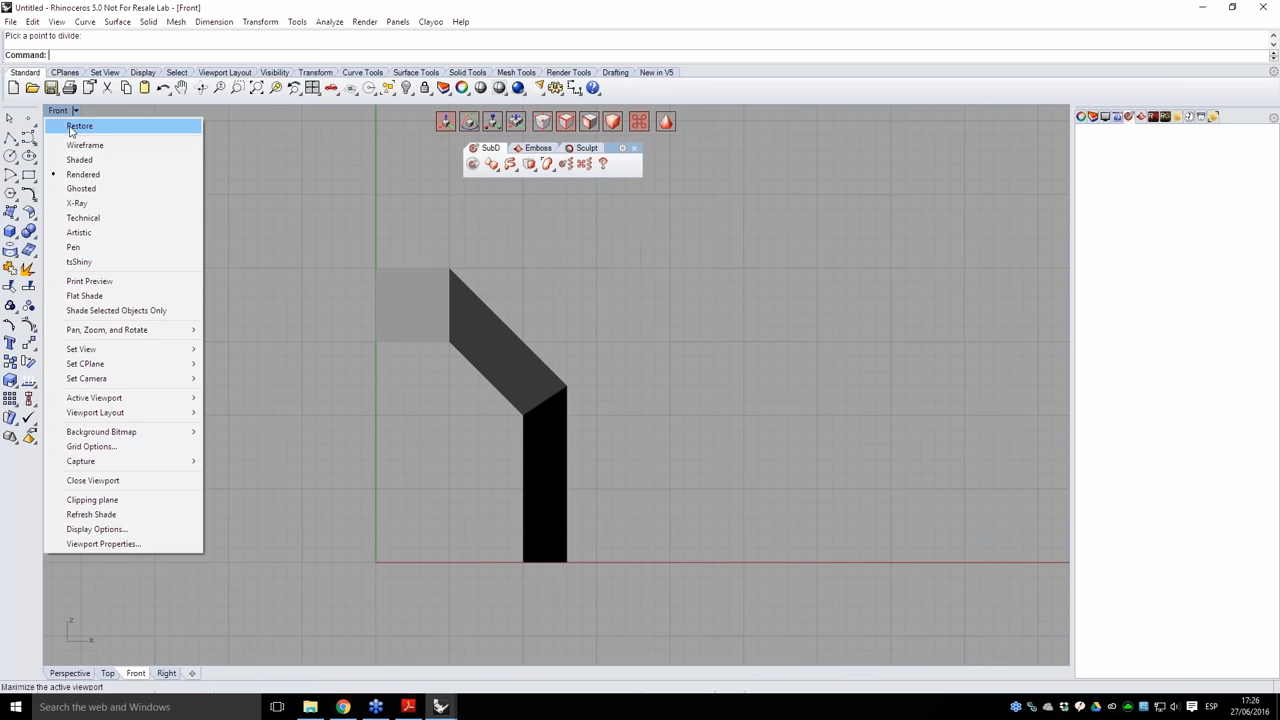 Untitled - Rhinoceros 5.0 Not For Resale Lab - [Front]
File Edit View Curve Surface Solid Mesh Dimension Transform Tools Analyze Render Panels Clayoo Help
Pick a point to divide:
Command:
Standard CPlanes Set View Display Select Viewport Layout Visibility Transform Curve Tools Surface Tools Solid Tools Mesh Tools Render Tools Drafting New in V5
Front
Restore
Wireframe
Shaded
Rendered
Ghosted
X-Ray
Technical
Artistic
Pen
tsShiny
Print Preview
Flat Shade
Shade Selected Objects Only
Pan, Zoom, and Rotate
Set View
Set CPlane
Set Camera
Active Viewport
Viewport Layout
Background Bitmap
Grid Options...
Capture
Close Viewport
Clipping plane
Refresh Shade
Display Options...
Viewport Properties...
SubD Emboss Sculpt
z
x
Perspective Top Front Right
Maximize the active viewport
Search the web and Windows
ESP
17:26
27/06/2016